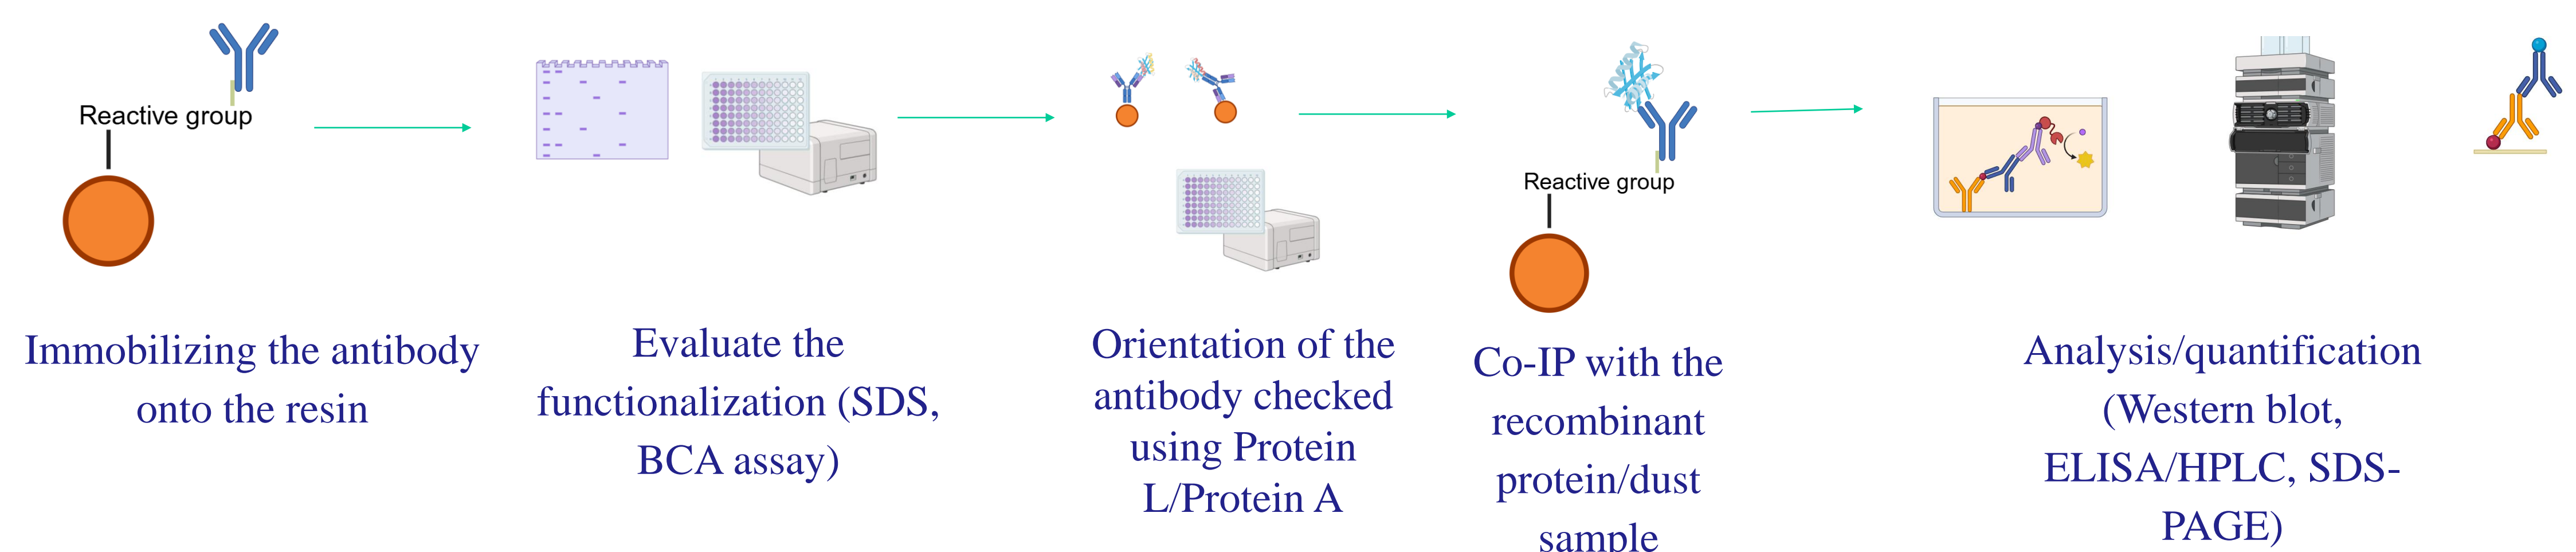 Reactive group
Immobilizing the antibody
onto the resin
Evaluate the
functionalization (SDS,
BCA assay)
Orientation of the
antibody checked
using Protein
L/Protein A
Reactive group
Co-IP with the
recombinant
protein/dust
sample
Analysis/quantification
(Western blot,
ELISA/HPLC, SDS-
PAGE)